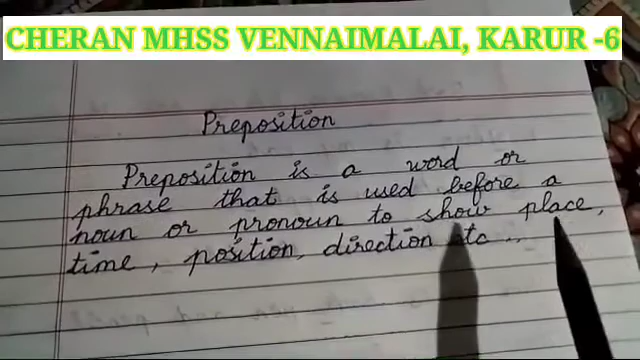 CHERAN MHSS VENNAIMALAI, KARUR -6
Preposition
Preposition is a word or
phrase that is used before a
noun or pronoun to show place,
time, position, direction etc..